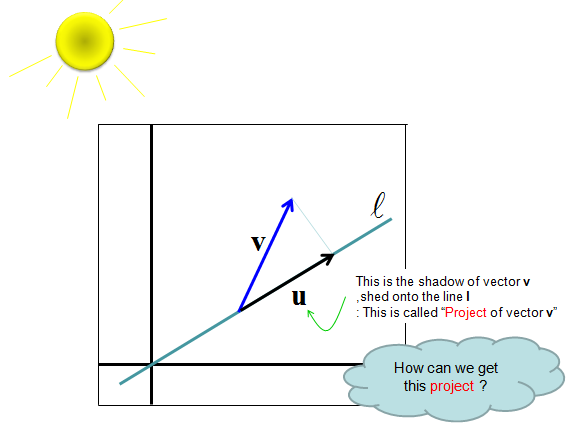 ℓ
v
u
This is the shadow of vector v
,shed onto the line l
: This is called “Project of vector v”
How can we get
this project ?